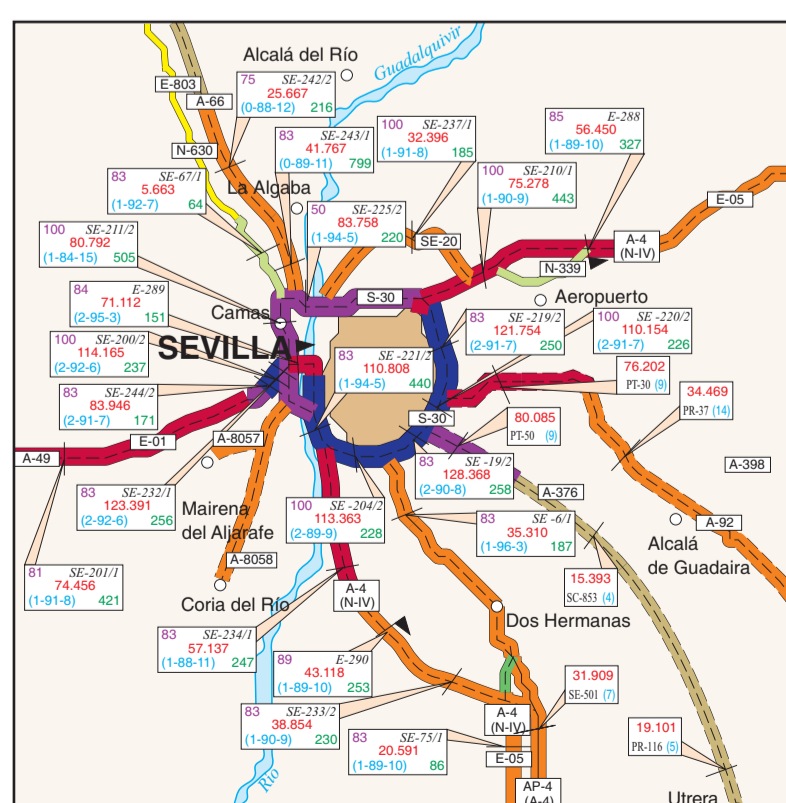 Alcalá del Río
Guadalquivir
E-803
A-66
75 SE-242/2
25.667
(0-88-12) 216
83 SE-243/1
41.767
(0-89-11) 799
100 SE-237/1
32.396
(1-91-8) 185
85 E-288
56.450
(1-89-10) 327
N-630
83 SE-67/1
5.663
(1-92-7) 64
La Algaba
100 SE-210/1
75.278
(1-90-9) 443
E-05
50 SE-225/2
83.758
(1-94-5) 220
SE-20
A-4
(N-IV)
N-339
100 SE-211/2
80.792
(1-84-15) 505
84 E-289
71.112
(2-95-3) 151
S-30
Aeropuerto
Camas
SEVILLA
100 SE-200/2
114.165
(2-92-6) 237
83 SE-221/2
110.808
(1-94-5) 440
83 SE -219/2
121.754
(2-91-7) 250
100 SE -220/2
110.154
(2-91-7) 226
76.202
PT-30 (9)
83 SE-244/2
83.946
(2-91-7) 171
34.469
PR-37 (14)
S-30
80.085
PT-50 (9)
E-01
A-8057
A-49
83 SE -19/2
128.368
(2-90-8) 258
A-398
83 SE-232/1
123.391
(2-92-6) 256
A-376
Mairena
del Aljarafe
100 SE -204/2
113.363
(2-89-9) 228
83 SE -6/1
35.310
(1-96-3) 187
A-92
Alcalá
de Guadaira
A-8058
81 SE-201/1
74.456
(1-91-8) 421
15.393
SC-853 (4)
Coria del Río
A-4
(N-IV)
Dos Hermanas
83 SE-234/1
57.137
(1-88-11) 247
89 E-290
43.118
(1-89-10) 253
31.909
SE-501 (7)
83 SE-233/2
38.854
(1-90-9) 230
A-4
(N-IV)
83 SE-75/1
20.591
(1-89-10) 86
19.101
PR-116 (5)
E-05
Río
AP-4
(A-4)
Utrera